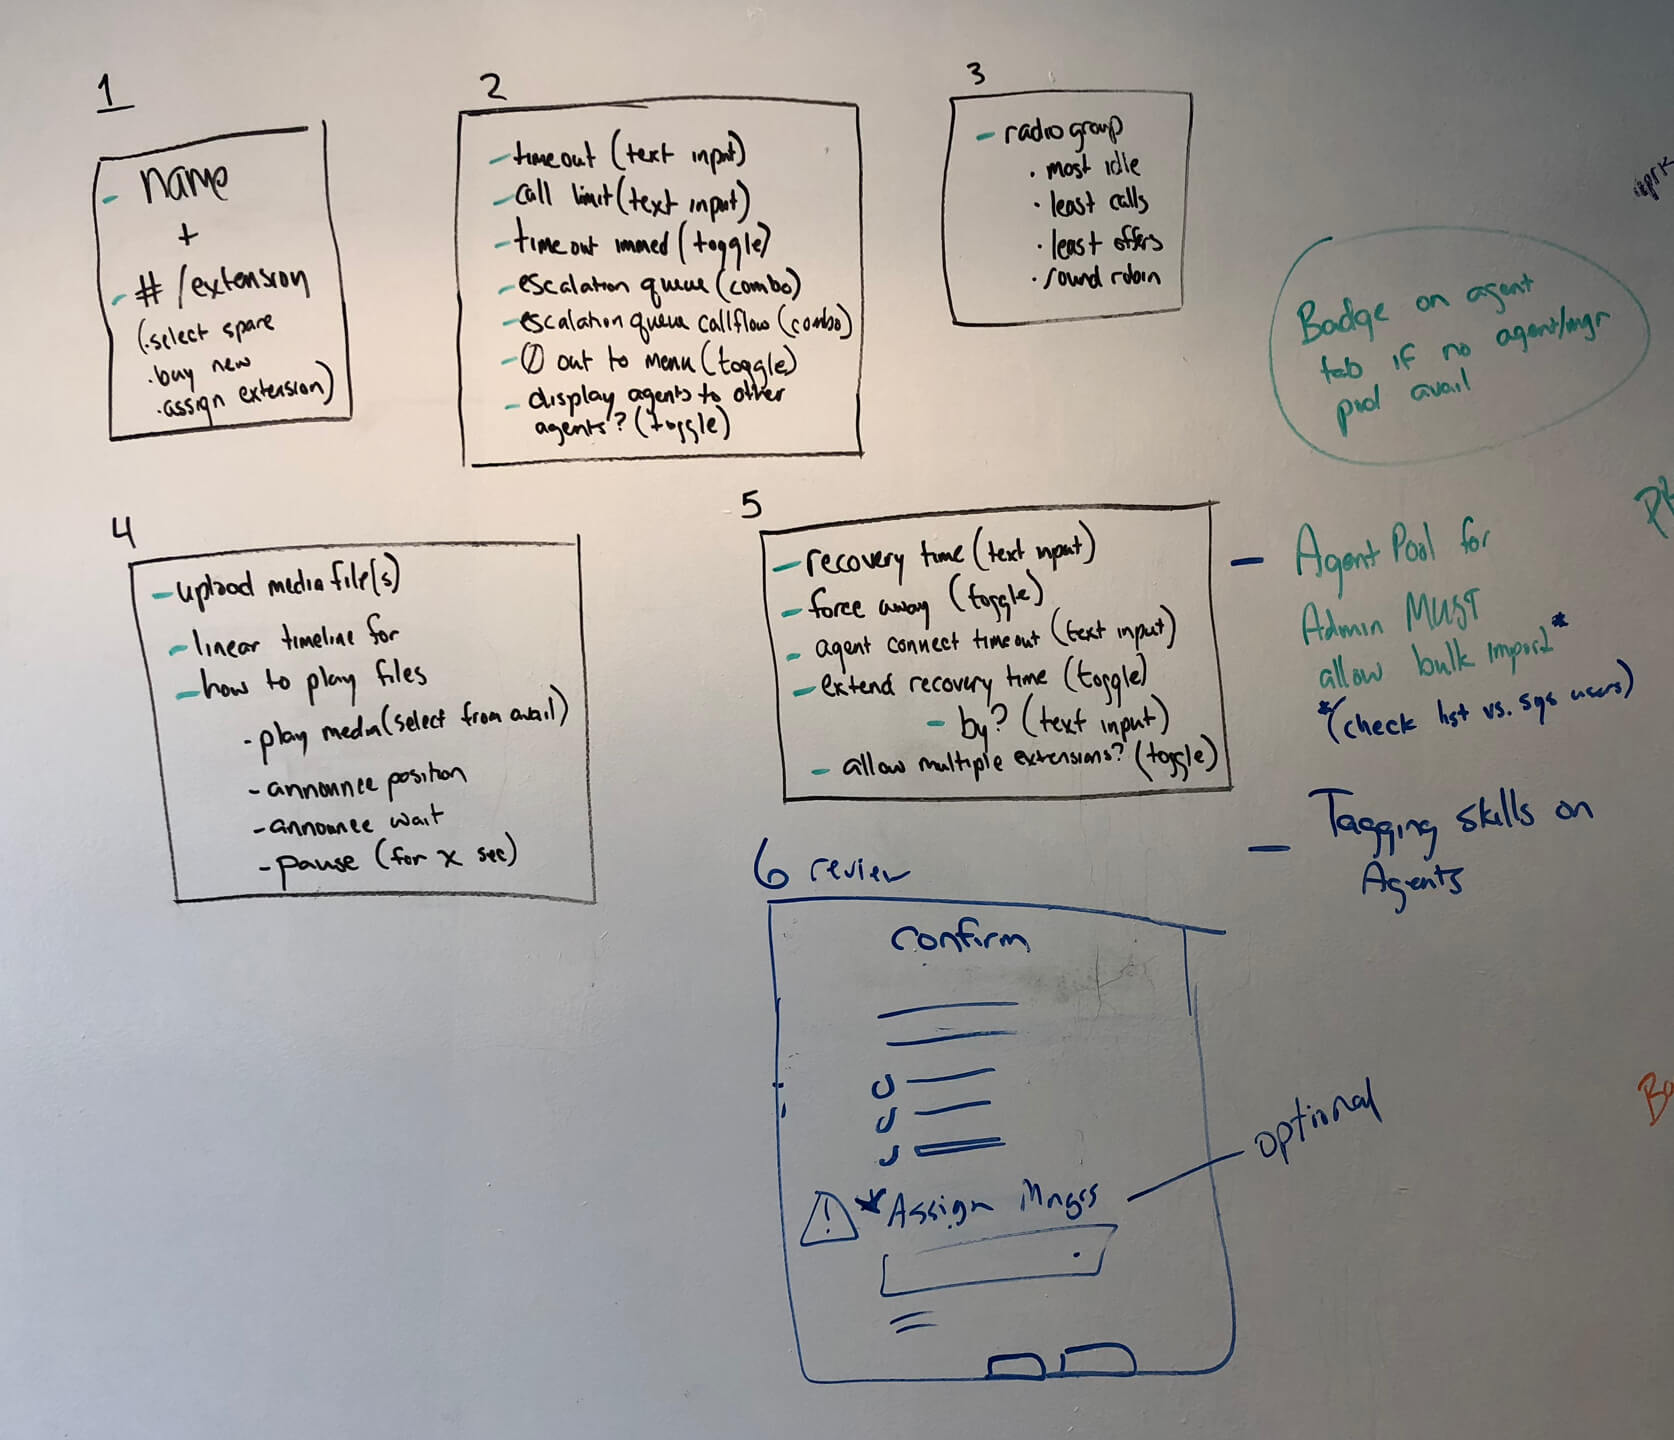 1
- name
+
- # /extension
(·select spare
·buy new
·assign extension)
2
- timeout (text input)
- call limit (text input)
- timeout immed (toggle)
- escalation queue (combo)
- escalation queue callflow (combo)
- 0 out to menu (toggle)
- display agents to other
agents? (toggle)
3
- radio group
· most idle
· least calls
· least offers
· round robin
Badge on agent
tab if no agent/mgr
pool avail
4
- upload media file(s)
- linear timeline for
- how to play files
- play media (select from avail)
- announce position
- announce wait
- pause (for x sec)
5
- recovery time (text input)
- force away (toggle)
- agent connect timeout (text input)
- extend recovery time (toggle)
- by? (text input)
- allow multiple extensions? (toggle)
- Agent Pool for
Admin MUST
allow bulk import*
*(check list vs. sys users)
- Tagging skills on
Agents
6 review
confirm
! *Assign Mngrs
optional